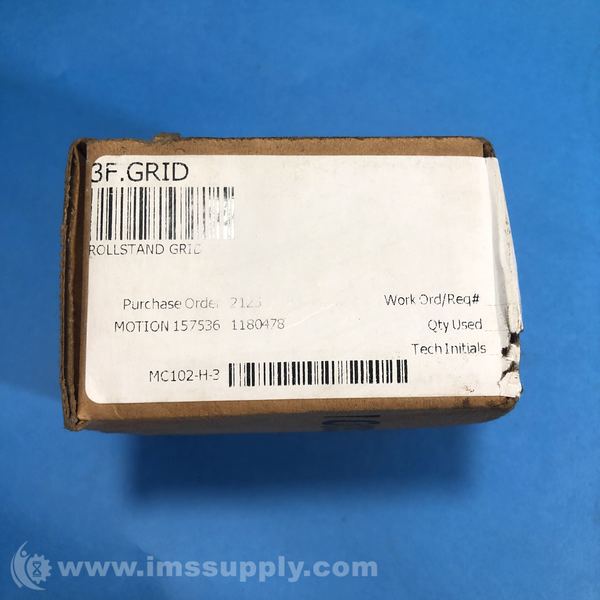 3F.GRID
ROLLSTAND GRID
Purchase Order
Work Ord/Req#
MOTION 157536 1180478
Qty Used
Tech Initials
MC102-H-3
www.imssupply.com